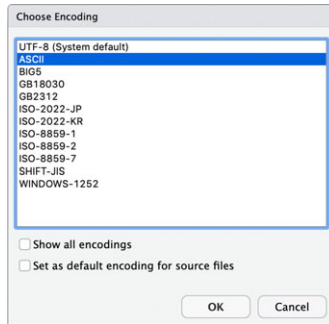 Choose Encoding
UTF-8 (System default)
ASCII
BIG5
GB18030
GB2312
ISO-2022-JP
ISO-2022-KR
ISO-8859-1
ISO-8859-2
ISO-8859-7
SHIFT-JIS
WINDOWS-1252
Show all encodings
Set as default encoding for source files
OK Cancel